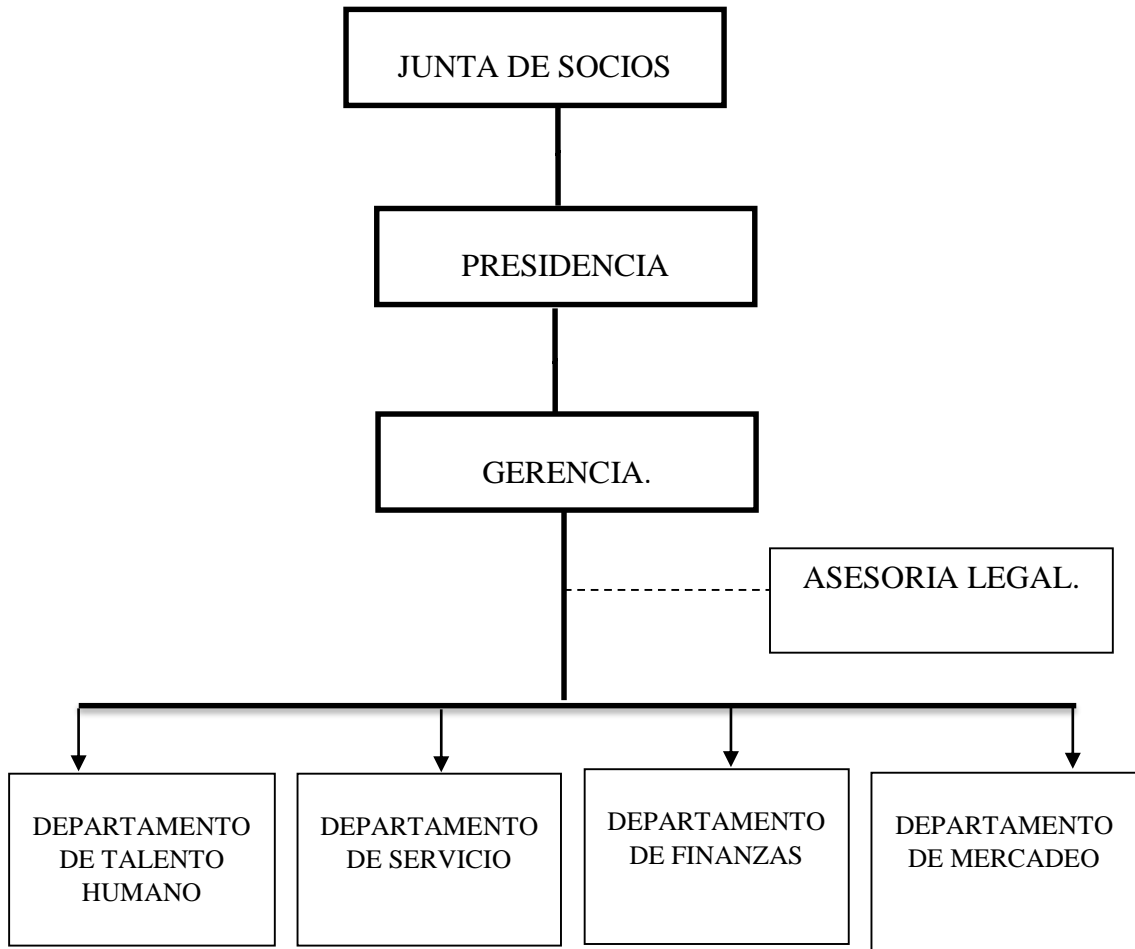 JUNTA DE SOCIOS
PRESIDENCIA
GERENCIA.
ASESORIA LEGAL.
DEPARTAMENTO
DE TALENTO
HUMANO
DEPARTAMENTO
DE SERVICIO
DEPARTAMENTO
DE FINANZAS
DEPARTAMENTO
DE MERCADEO